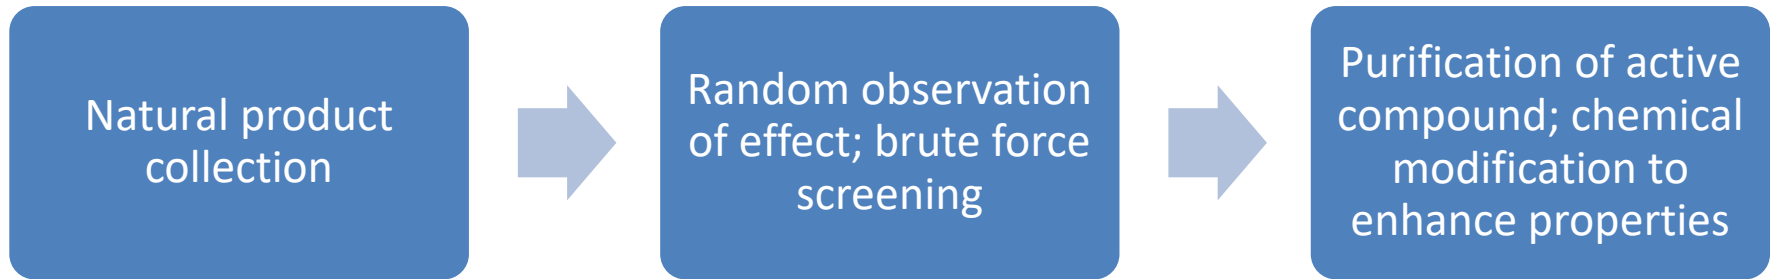 Natural product
collection
Random observation
of effect; brute force
screening
Purification of active
compound; chemical
modification to
enhance properties